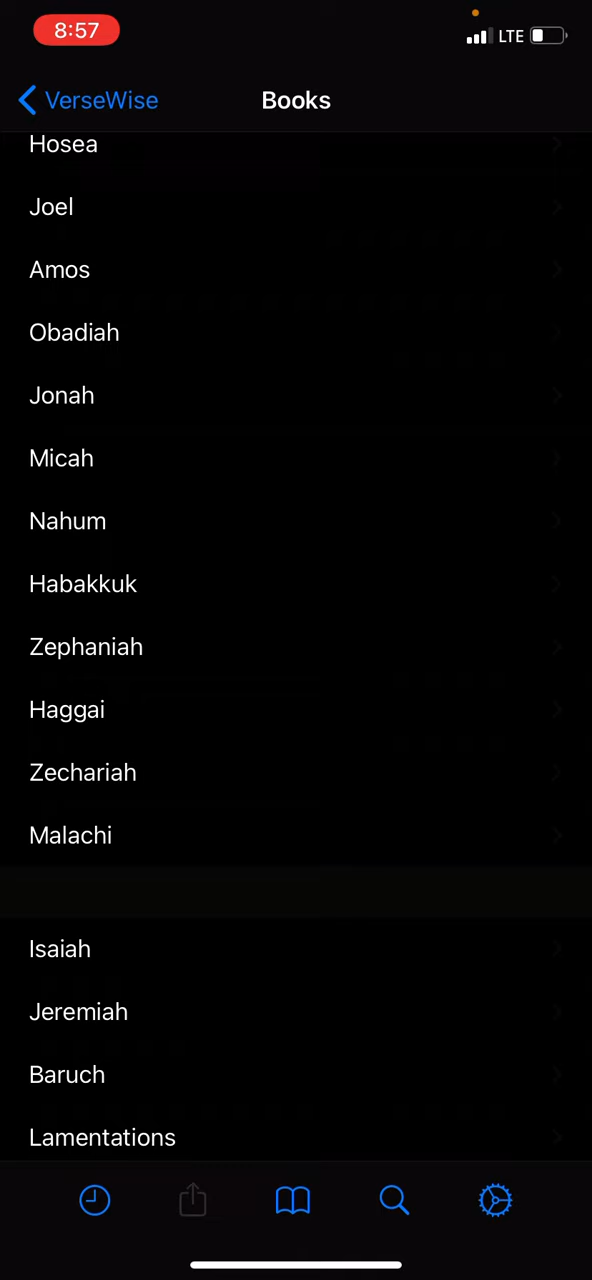 8:57
LTE
VerseWise
Books
Hosea
Joel
Amos
Obadiah
Jonah
Micah
Nahum
Habakkuk
Zephaniah
Haggai
Zechariah
Malachi
Isaiah
Jeremiah
Baruch
Lamentations